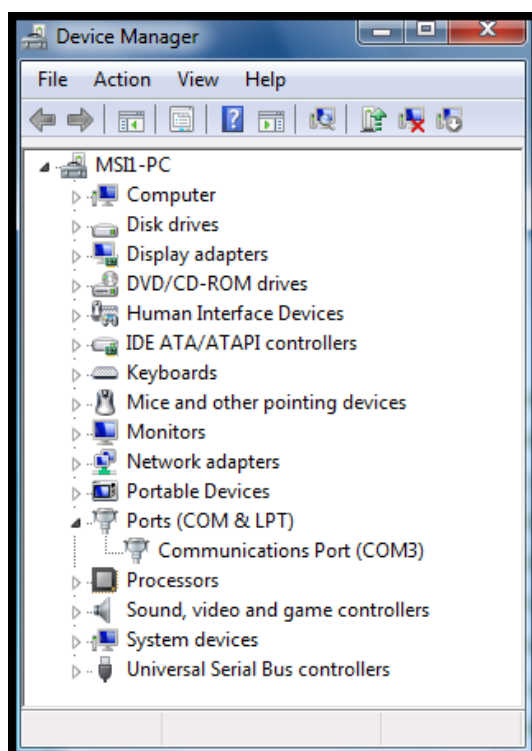 Device Manager
File Action View Help
MSI1-PC
Computer
Disk drives
Display adapters
DVD/CD-ROM drives
Human Interface Devices
IDE ATA/ATAPI controllers
Keyboards
Mice and other pointing devices
Monitors
Network adapters
Portable Devices
Ports (COM & LPT)
Communications Port (COM3)
Processors
Sound, video and game controllers
System devices
Universal Serial Bus controllers